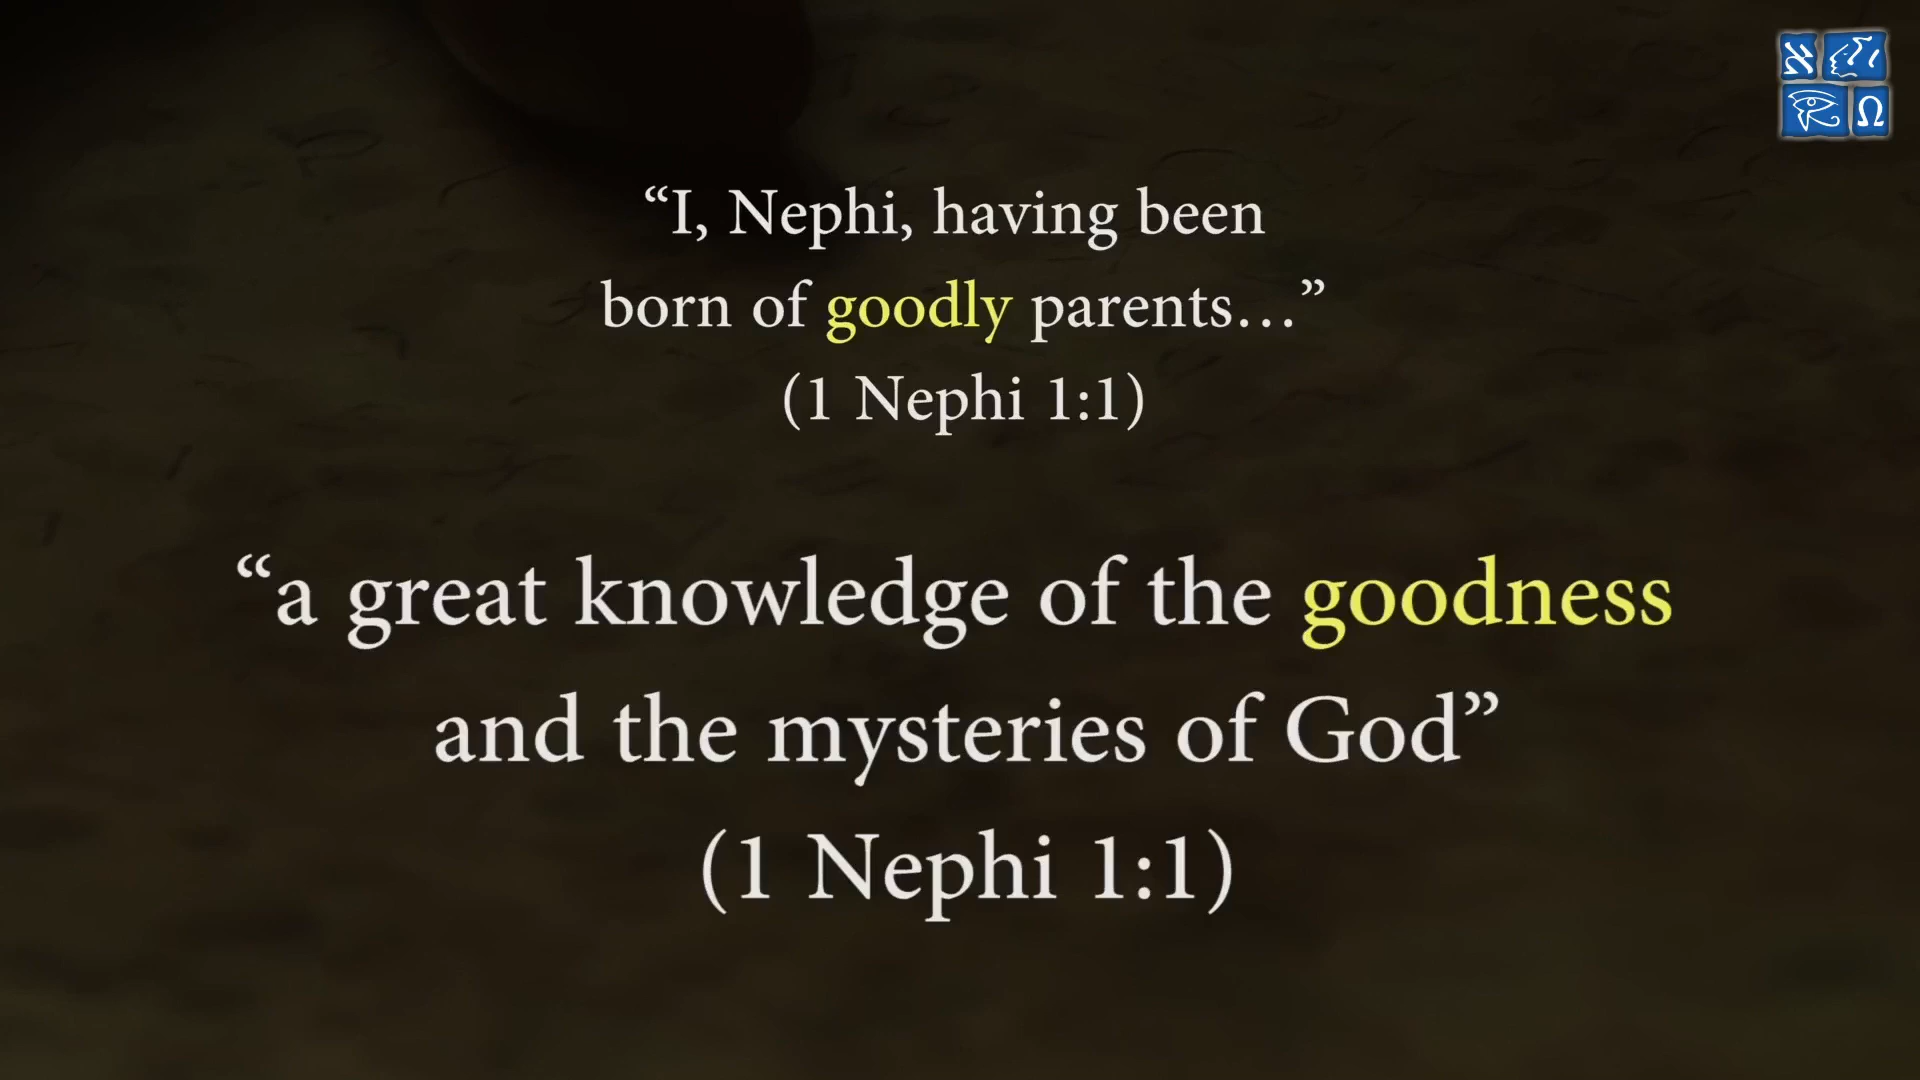 “I, Nephi, having been
born of goodly parents…”
(1 Nephi 1:1)
“a great knowledge of the goodness
and the mysteries of God”
(1 Nephi 1:1)
א
Ω